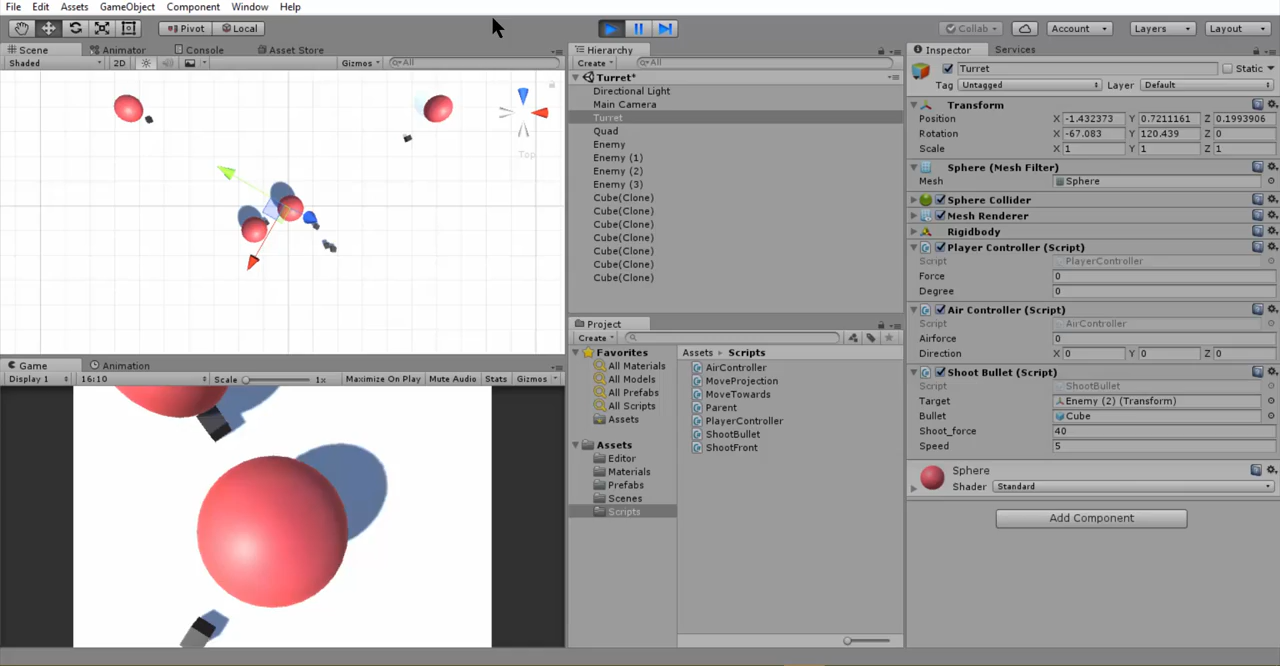 File Edit Assets GameObject Component Window Help
Pivot Local
Collab Account Layers Layout
Scene Animator Console Asset Store
Shaded 2D Gizmos All
Top
Game Animation
Display 1 16:10 Scale 1x Maximize On Play Mute Audio Stats Gizmos
Hierarchy
Create All
Turret*
Directional Light
Main Camera
Turret
Quad
Enemy
Enemy (1)
Enemy (2)
Enemy (3)
Cube(Clone)
Cube(Clone)
Cube(Clone)
Cube(Clone)
Cube(Clone)
Cube(Clone)
Cube(Clone)
Project
Create
Favorites
All Materials
All Models
All Prefabs
All Scripts
Assets
Assets
Editor
Materials
Prefabs
Scenes
Scripts
Assets Scripts
AirController
MoveProjection
MoveTowards
Parent
PlayerController
ShootBullet
ShootFront
Inspector Services
Turret Static
Tag Untagged Layer Default
Transform
Position X -1.432373 Y 0.7211161 Z 0.1993906
Rotation X -67.083 Y 120.439 Z 0
Scale X 1 Y 1 Z 1
Sphere (Mesh Filter)
Mesh Sphere
Sphere Collider
Mesh Renderer
Rigidbody
Player Controller (Script)
Script PlayerController
Force 0
Degree 0
Air Controller (Script)
Script AirController
Airforce 0
Direction X 0 Y 0 Z 0
Shoot Bullet (Script)
Script ShootBullet
Target Enemy (2) (Transform)
Bullet Cube
Shoot_force 40
Speed 5
Sphere
Shader Standard
Add Component